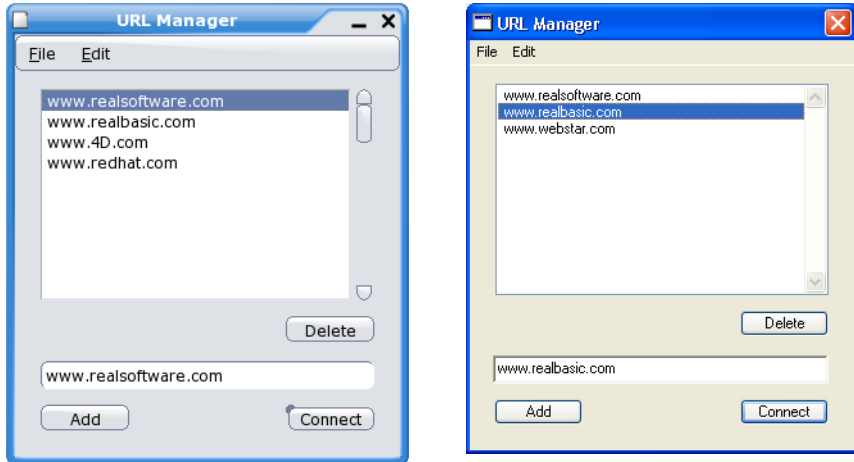 URL Manager
File Edit
www.realsoftware.com
www.realbasic.com
www.4D.com
www.redhat.com
Delete
www.realsoftware.com
Add Connect
URL Manager
File Edit
www.realsoftware.com
www.realbasic.com
www.webstar.com
Delete
www.realbasic.com
Add Connect